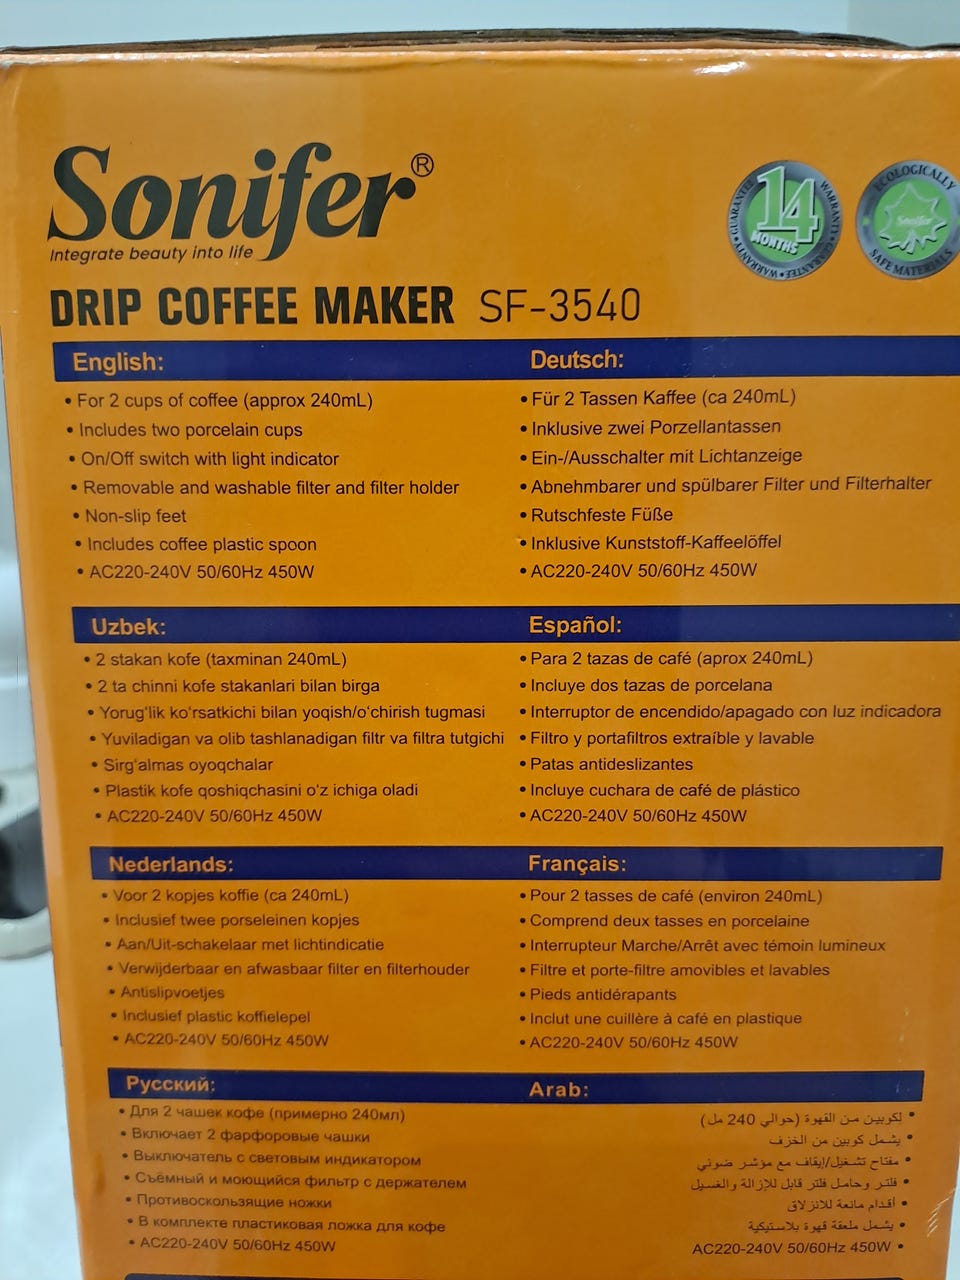 Sonifer®
Integrate beauty into life
GUARANTEE WARRANTY GUARANTEE WARRANTY
14
MONTHS
ECOLOGICALLY
Sonifer
SAFE MATERIALS
DRIP COFFEE MAKER SF-3540
English:
• For 2 cups of coffee (approx 240mL)
• Includes two porcelain cups
• On/Off switch with light indicator
• Removable and washable filter and filter holder
• Non-slip feet
• Includes coffee plastic spoon
• AC220-240V 50/60Hz 450W
Deutsch:
• Für 2 Tassen Kaffee (ca 240mL)
• Inklusive zwei Porzellantassen
• Ein-/Ausschalter mit Lichtanzeige
• Abnehmbarer und spülbarer Filter und Filterhalter
• Rutschfeste Füße
• Inklusive Kunststoff-Kaffeelöffel
• AC220-240V 50/60Hz 450W
Uzbek:
• 2 stakan kofe (taxminan 240mL)
• 2 ta chinni kofe stakanlari bilan birga
• Yorug‘lik ko‘rsatkichi bilan yoqish/o‘chirish tugmasi
• Yuviladigan va olib tashlanadigan filtr va filtra tutgichi
• Sirg‘almas oyoqchalar
• Plastik kofe qoshiqchasini o‘z ichiga oladi
• AC220-240V 50/60Hz 450W
Español:
• Para 2 tazas de café (aprox 240mL)
• Incluye dos tazas de porcelana
• Interruptor de encendido/apagado con luz indicadora
• Filtro y portafiltros extraíble y lavable
• Patas antideslizantes
• Incluye cuchara de café de plástico
• AC220-240V 50/60Hz 450W
Nederlands:
• Voor 2 kopjes koffie (ca 240mL)
• Inclusief twee porseleinen kopjes
• Aan/Uit-schakelaar met lichtindicatie
• Verwijderbaar en afwasbaar filter en filterhouder
• Antislipvoetjes
• Inclusief plastic koffielepel
• AC220-240V 50/60Hz 450W
Français:
• Pour 2 tasses de café (environ 240mL)
• Comprend deux tasses en porcelaine
• Interrupteur Marche/Arrêt avec témoin lumineux
• Filtre et porte-filtre amovibles et lavables
• Pieds antidérapants
• Inclut une cuillère à café en plastique
• AC220-240V 50/60Hz 450W
Русский:
• Для 2 чашек кофе (примерно 240мл)
• Включает 2 фарфоровые чашки
• Выключатель с световым индикатором
• Съёмный и моющийся фильтр с держателем
• Противоскользящие ножки
• В комплекте пластиковая ложка для кофе
• AC220-240V 50/60Hz 450W
Arab:
• لكوبين من القهوة (حوالي 240 مل)
• يشمل كوبين من الخزف
• مفتاح تشغيل/إيقاف مع مؤشر ضوئي
• فلتر وحامل فلتر قابل للإزالة والغسيل
• أقدام مانعة للانزلاق
• يشمل ملعقة قهوة بلاستيكية
AC220-240V 50/60Hz 450W •